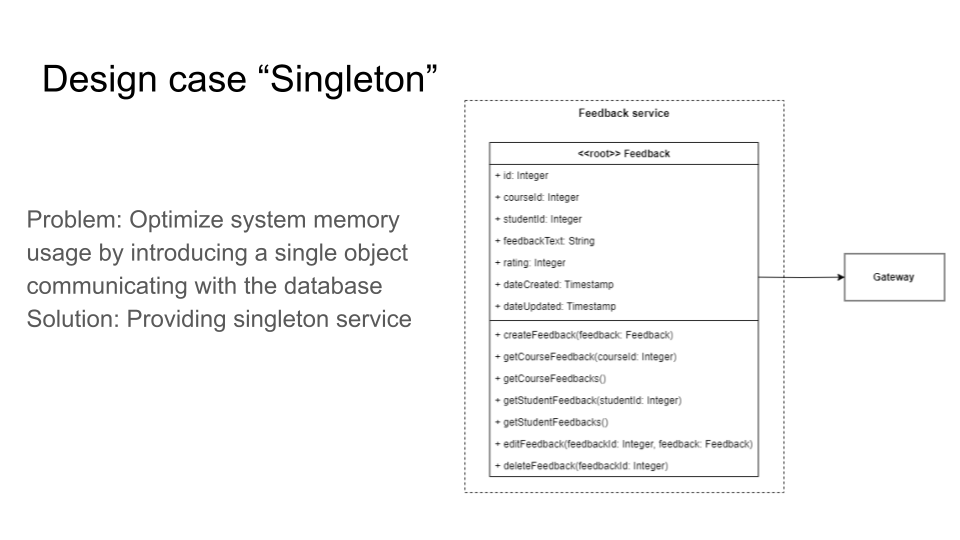 Design case “Singleton”
Problem: Optimize system memory
usage by introducing a single object
communicating with the database
Solution: Providing singleton service
Feedback service
<<root>> Feedback
+ id: Integer
+ courseId: Integer
+ studentId: Integer
+ feedbackText: String
+ rating: Integer
+ dateCreated: Timestamp
+ dateUpdated: Timestamp
+ createFeedback(feedback: Feedback)
+ getCourseFeedback(courseId: Integer)
+ getCourseFeedbacks()
+ getStudentFeedback(studentId: Integer)
+ getStudentFeedbacks()
+ editFeedback(feedbackId: Integer, feedback: Feedback)
+ deleteFeedback(feedbackId: Integer)
Gateway